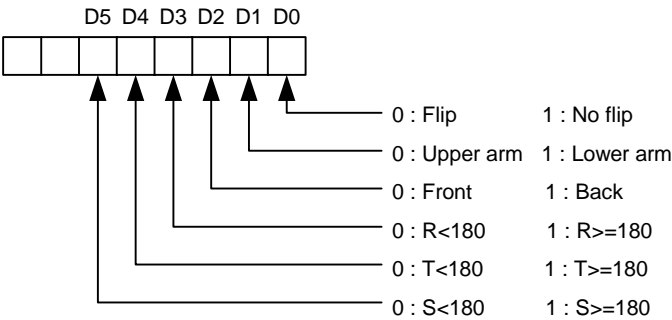 D5 D4 D3 D2 D1 D0
0 : Flip 1 : No flip
0 : Upper arm 1 : Lower arm
0 : Front 1 : Back
0 : R<180 1 : R>=180
0 : T<180 1 : T>=180
0 : S<180 1 : S>=180